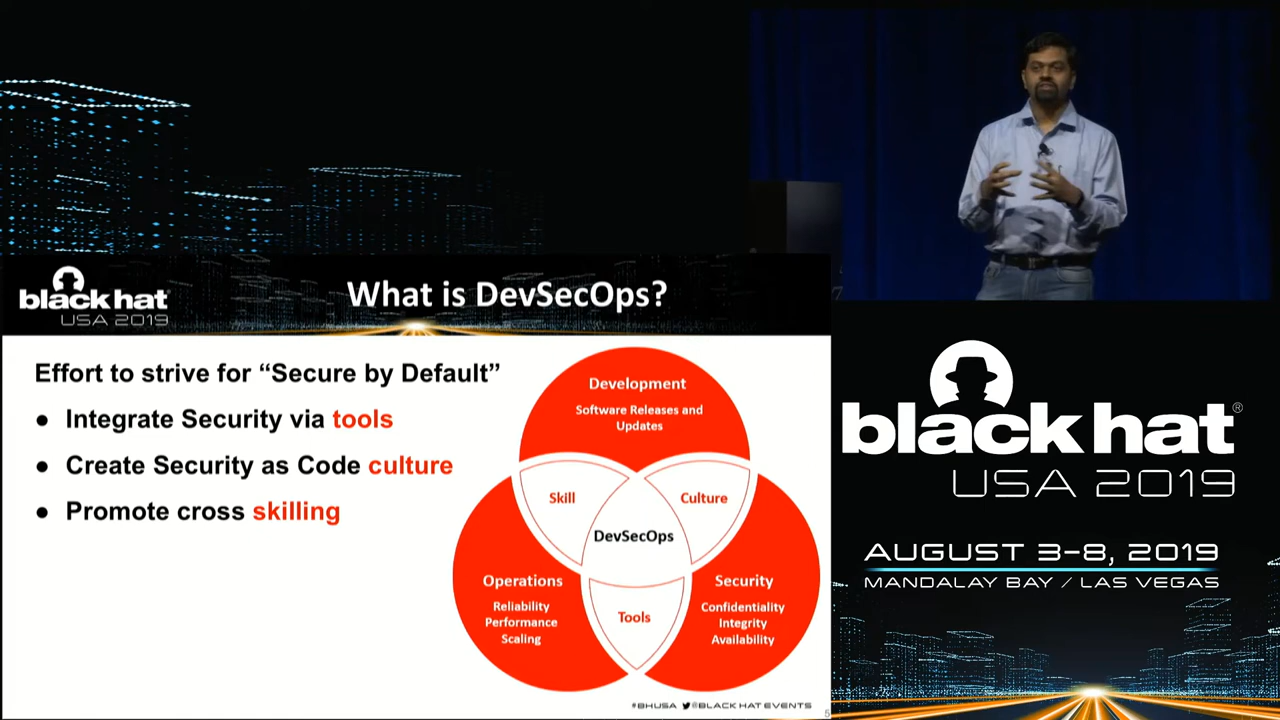 black hat
USA 2019
What is DevSecOps?
Effort to strive for “Secure by Default”
● Integrate Security via tools
● Create Security as Code culture
● Promote cross skilling
Development
Software Releases and
Updates
Skill
Culture
DevSecOps
Operations
Reliability
Performance
Scaling
Security
Confidentiality
Integrity
Availability
Tools
#BHUSA @BLACK HAT EVENTS
5
black hat®
USA 2019
AUGUST 3–8, 2019
MANDALAY BAY / LAS VEGAS